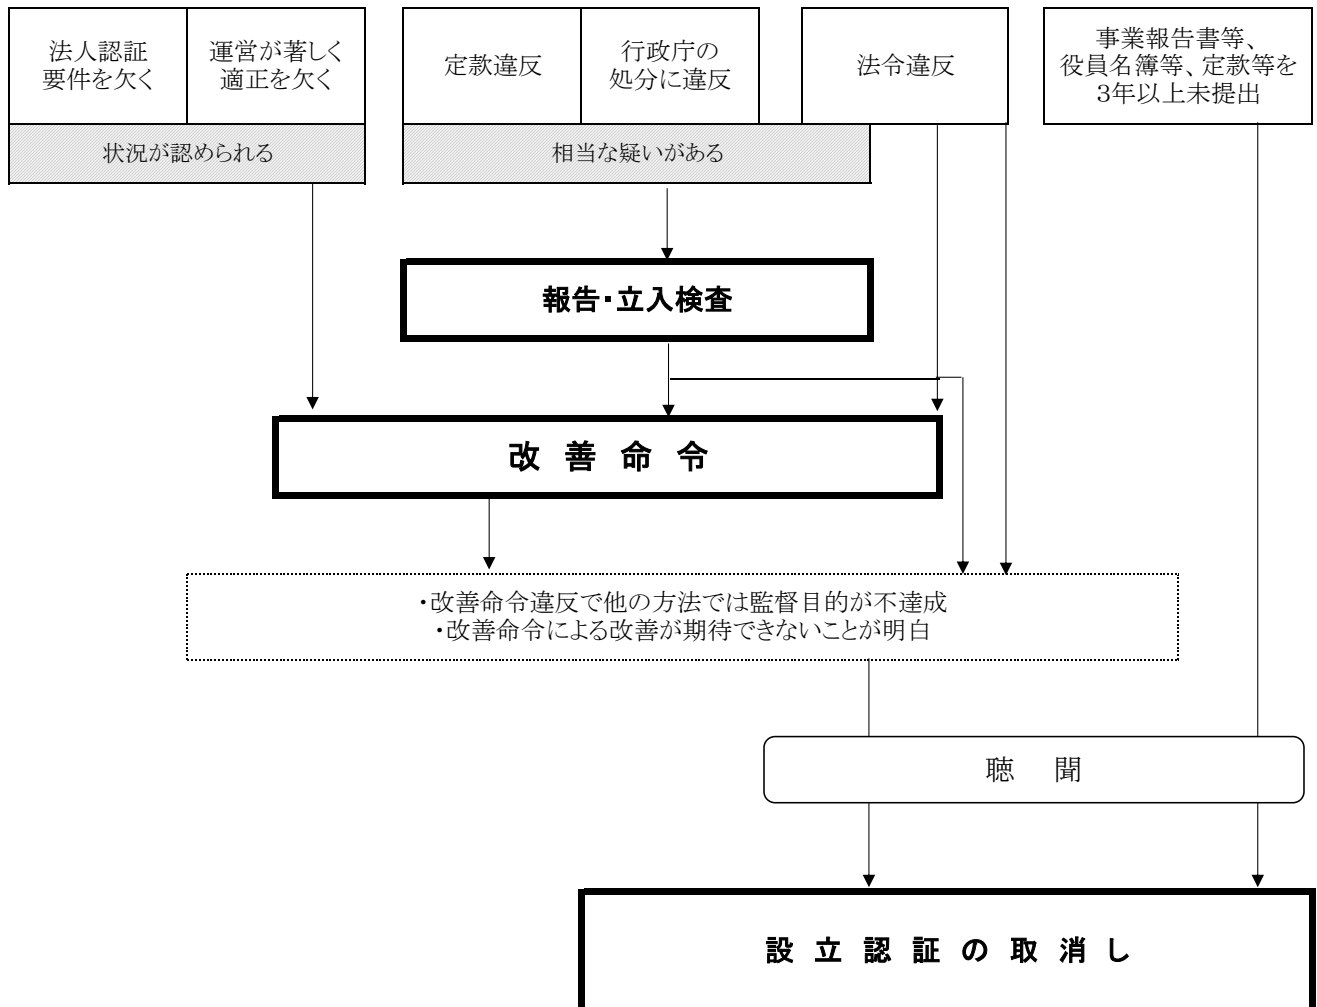 法人認証
要件を欠く
運営が著しく
適正を欠く
定款違反
行政庁の
処分に違反
法令違反
事業報告書等、
役員名簿等、定款等を
3年以上未提出
状況が認められる
相当な疑いがある
報告・立入検査
改 善 命 令
・改善命令違反で他の方法では監督目的が不達成
・改善命令による改善が期待できないことが明白
聴 聞
設 立 認 証 の 取 消 し